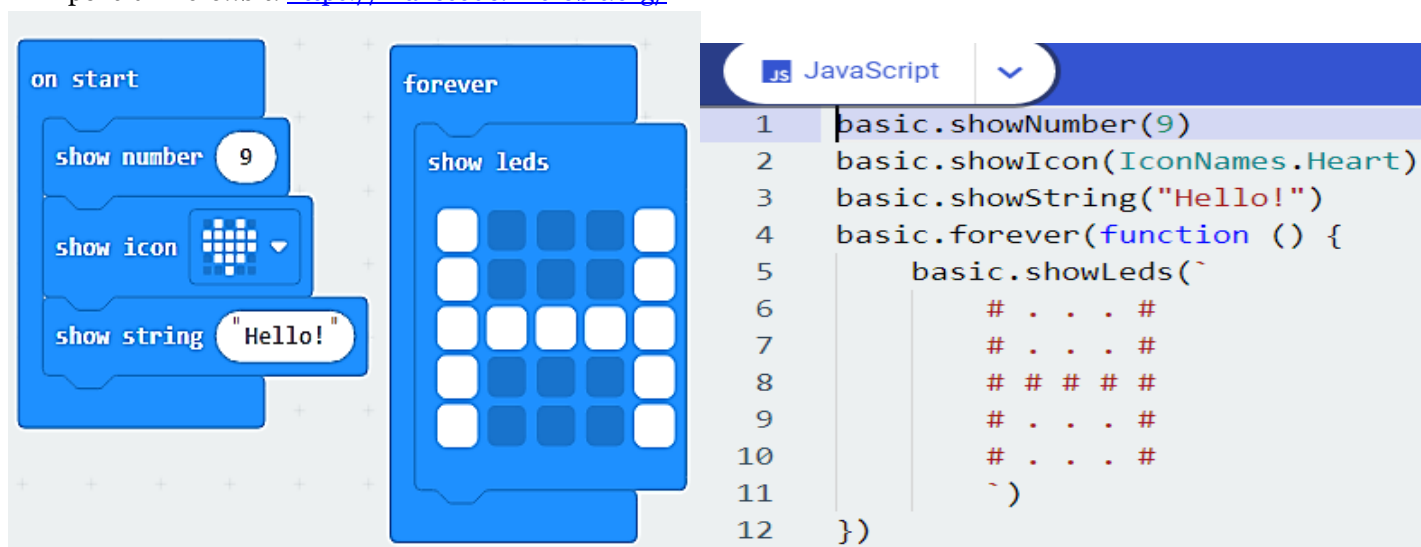 on start
show number 9
show icon
show string "Hello!"
forever
show leds
JS JavaScript
1 basic.showNumber(9)
2 basic.showIcon(IconNames.Heart)
3 basic.showString("Hello!")
4 basic.forever(function () {
5 basic.showLeds(`
6 # . . . #
7 # . . . #
8 # # # # #
9 # . . . #
10 # . . . #
11 `)
12 })